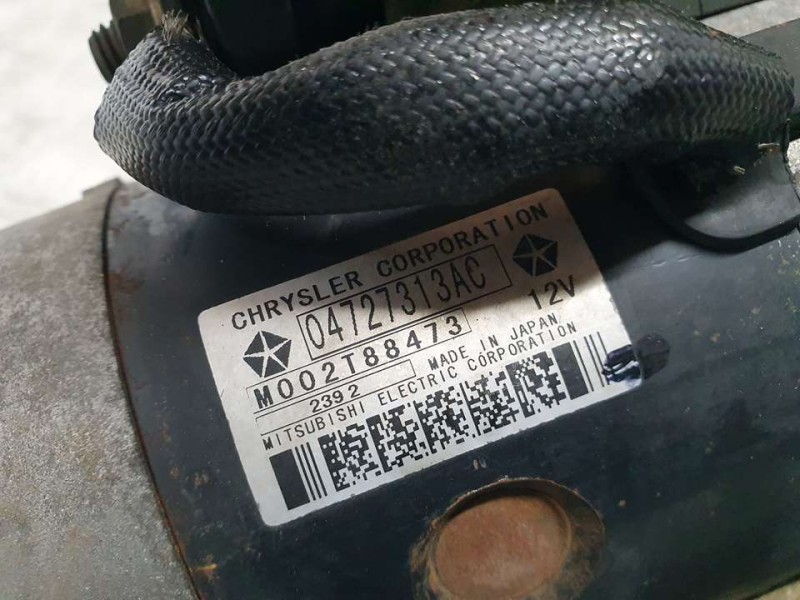 CHRYSLER CORPORATION
04727313AC
12V
M002T88473
MADE IN JAPAN
2392
MITSUBISHI ELECTRIC CORPORATION